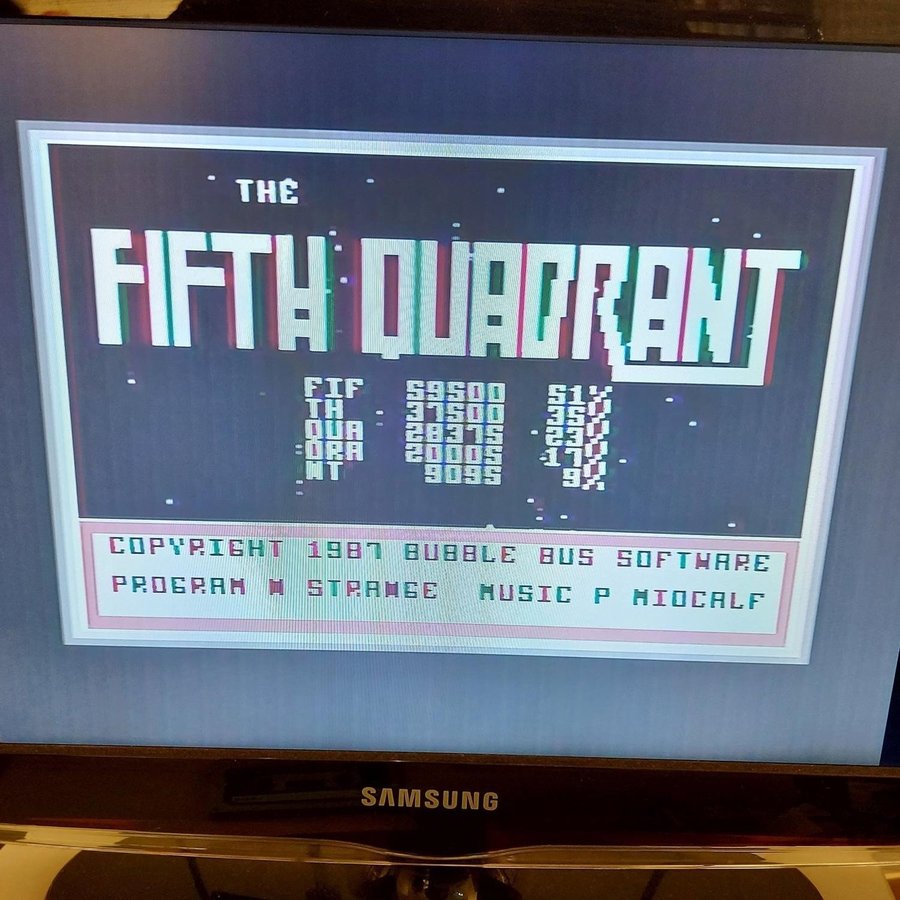 THE
FIFTH QUADRANT
FIF 59500 51%
TH 37500 35%
QUA 28375 23%
DRA 20005 17%
NT 9095 9%
COPYRIGHT 1987 BUBBLE BUS SOFTWARE
PROGRAM M STRANGE MUSIC P MIDCALF
SAMSUNG